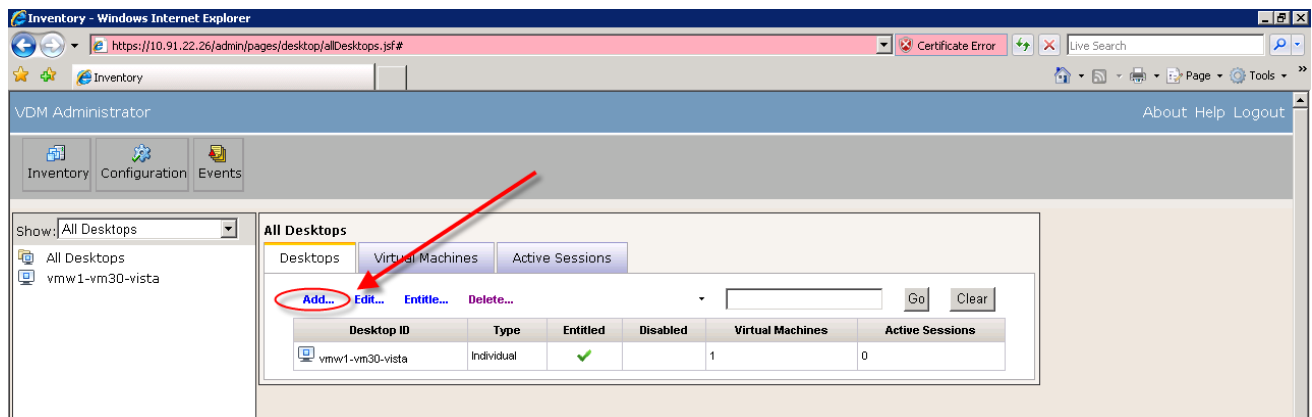 Inventory - Windows Internet Explorer
https://10.91.22.26/admin/pages/desktop/allDesktops.jsf#
Certificate Error
Live Search
Inventory
Page
Tools
»
VDM Administrator
About Help Logout
Inventory Configuration Events
Show: All Desktops
All Desktops
vmw1-vm30-vista
All Desktops
Desktops Virtual Machines Active Sessions
Add... Edit... Entitle... Delete... Go Clear
Desktop ID Type Entitled Disabled Virtual Machines Active Sessions
vmw1-vm30-vista Individual 1 0